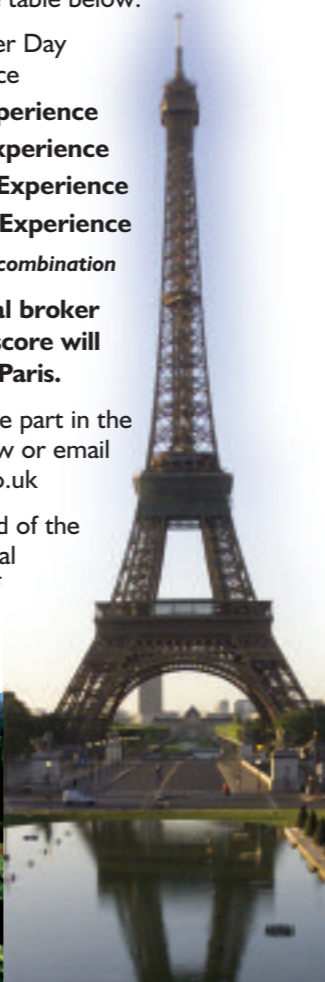 table below.
er Day
ce
perience
xperience
Experience
Experience
combination
al broker
score will
Paris.
e part in the
w or email
o.uk
d of the
al